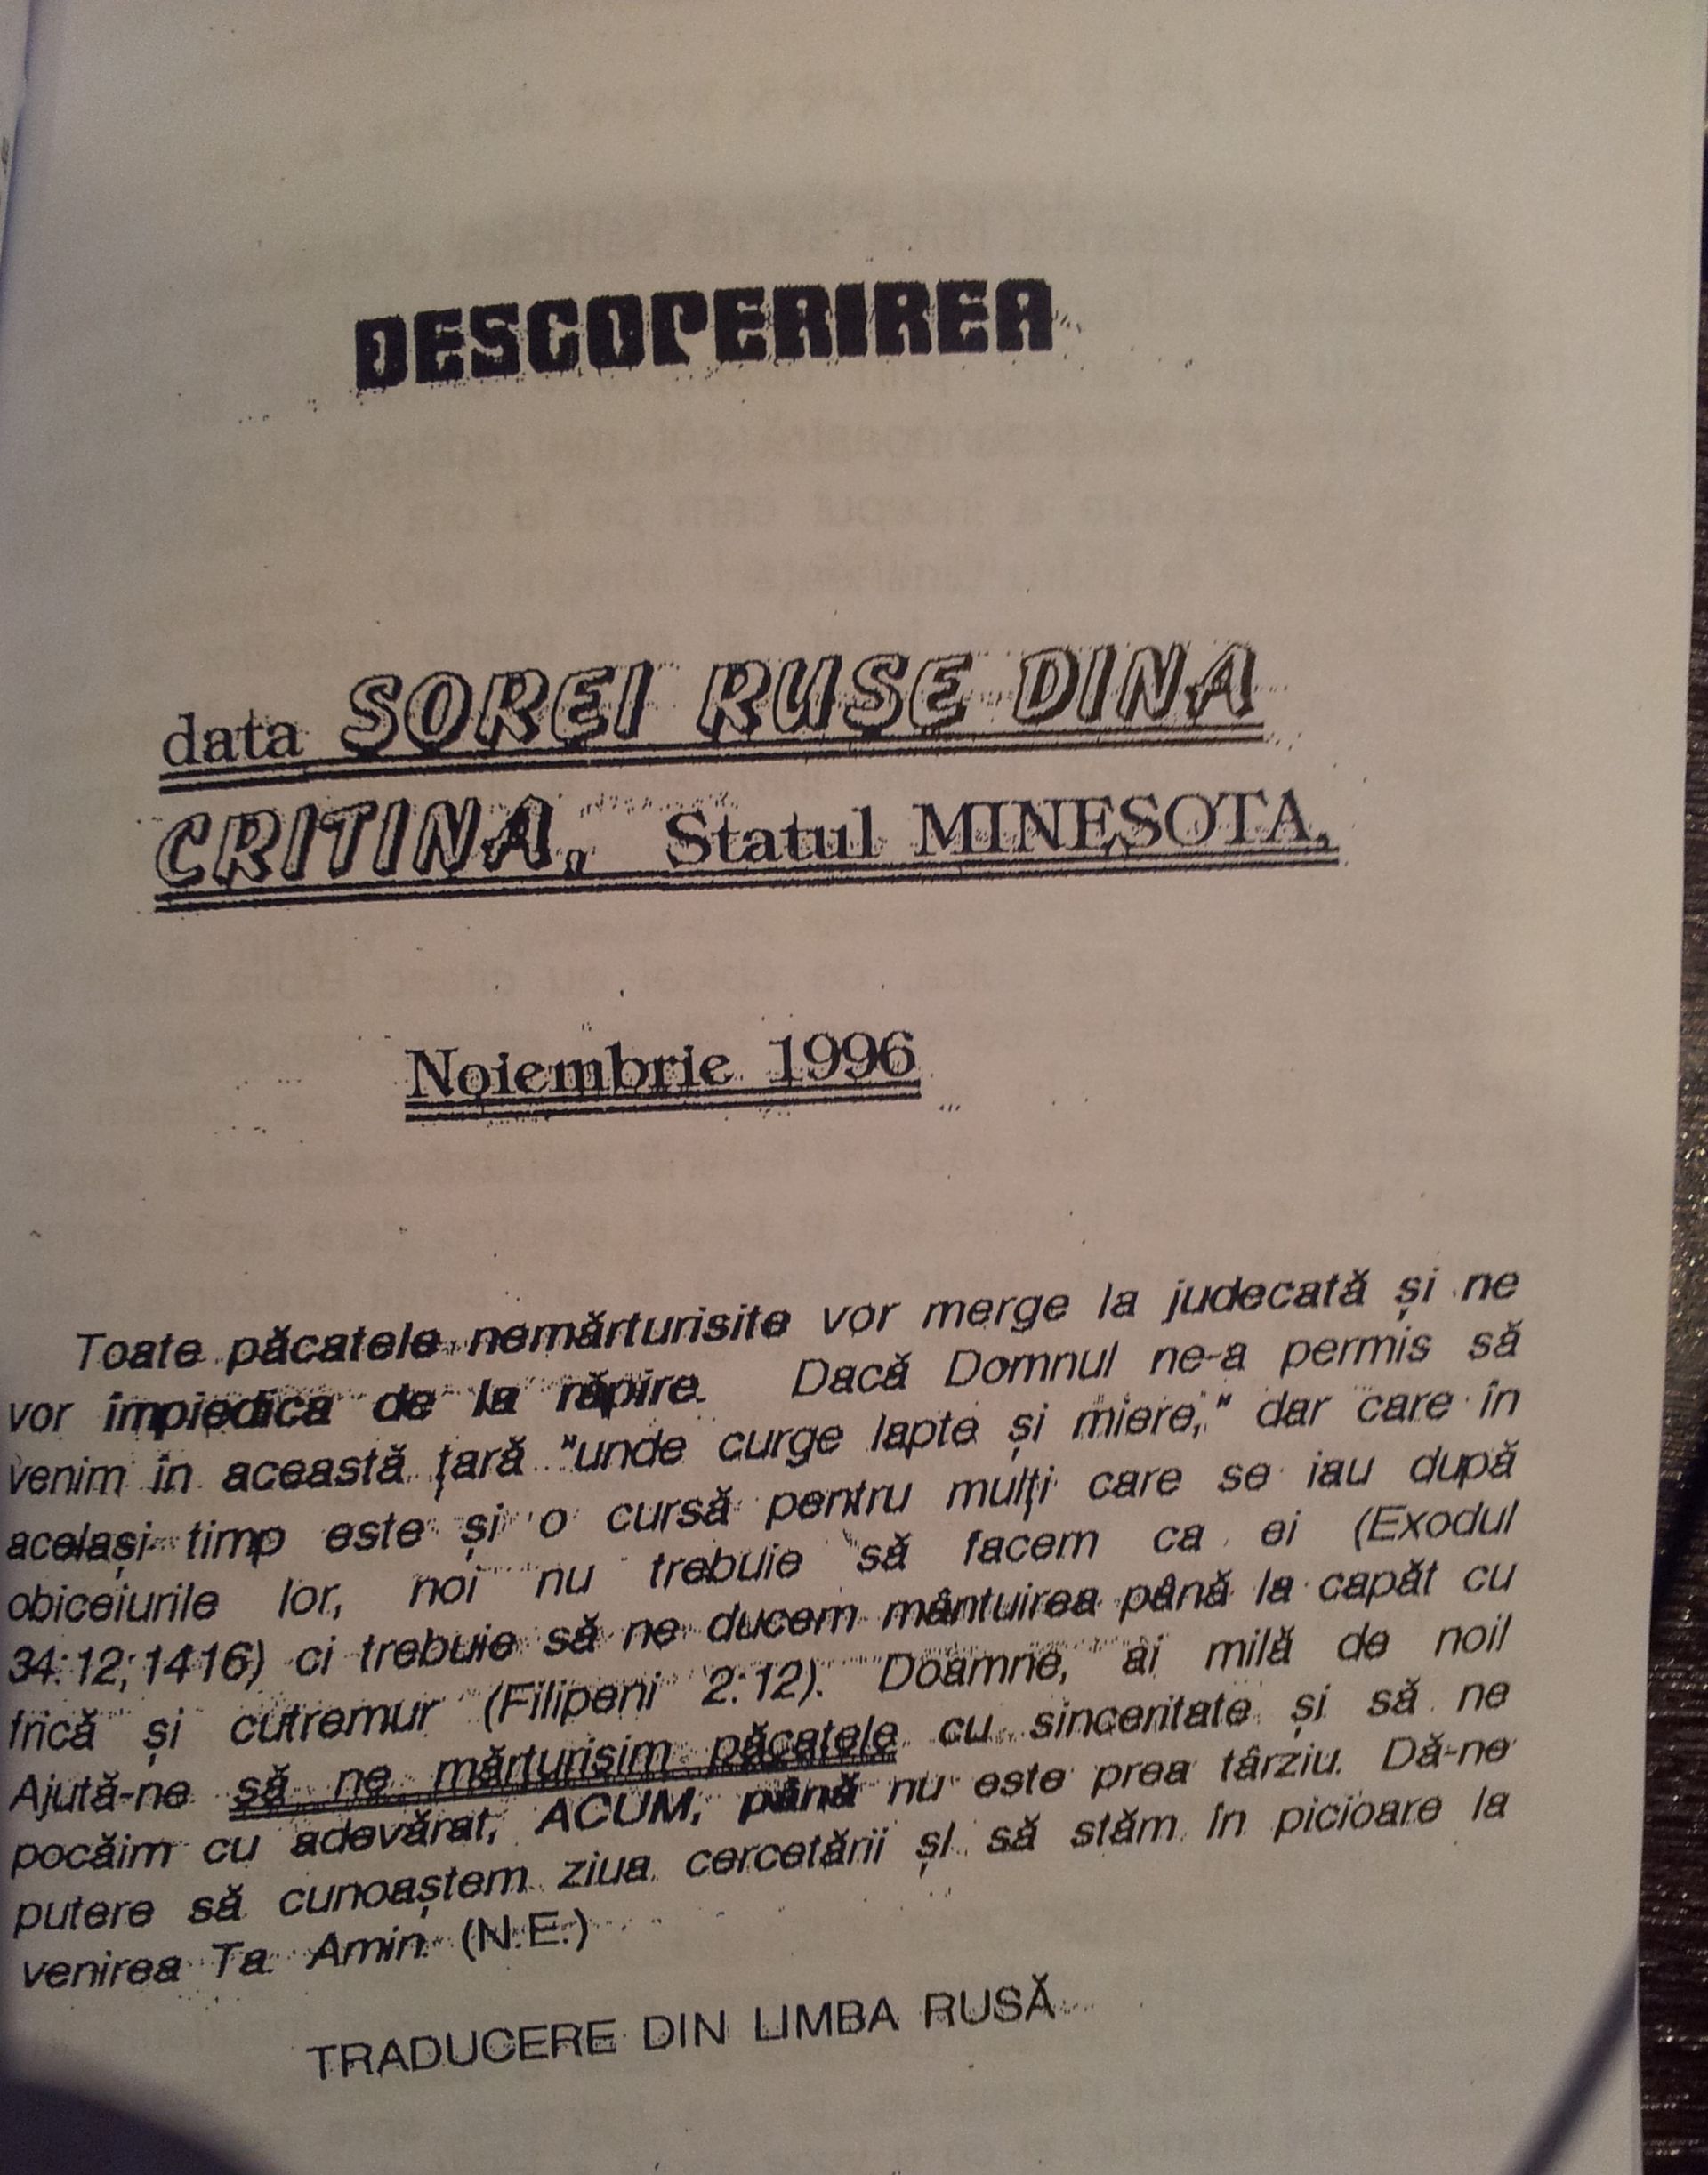 DESCOPERIREA
data SOREI RUSE DINA
CRITINA, Statul MINESOTA,
Noiembrie 1996
Toate păcatele nemărturisite vor merge la judecată și ne
vor împiedica de la răpire. Dacă Domnul ne-a permis să
venim în această țară "unde curge lapte și miere," dar care în
același timp este și o cursă pentru mulți care se iau după
obiceiurile lor, noi nu trebuie să facem ca ei (Exodul
34:12;1416) ci trebuie să ne ducem mântuirea până la capăt cu
frică și cutremur (Filipeni 2:12). Doamne, ai milă de noi!
Ajută-ne să ne mărturisim păcatele cu sinceritate și să ne
pocăim cu adevărat, ACUM, până nu este prea târziu. Dă-ne
putere să cunoaștem ziua cercetării și să stăm în picioare la
venirea Ta. Amin. (N.E.)
TRADUCERE DIN LIMBA RUSĂ